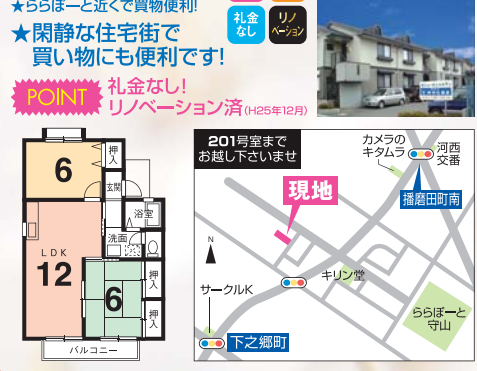 ★ららぽーと近くで買物便利!
★閑静な住宅街で
買い物にも便利です!
礼金
なし
リノ
ベーション
POINT
礼金なし!
リノベーション済(H25年12月)
6
押入
玄関
浴室
洗面
LDK
12
6
押入
押入
バルコニー
201号室まで
お越し下さいませ
カメラの
キタムラ
河西
交番
播磨田町南
現地
N
キリン堂
サークルK
下之郷町
ららぽーと
守山